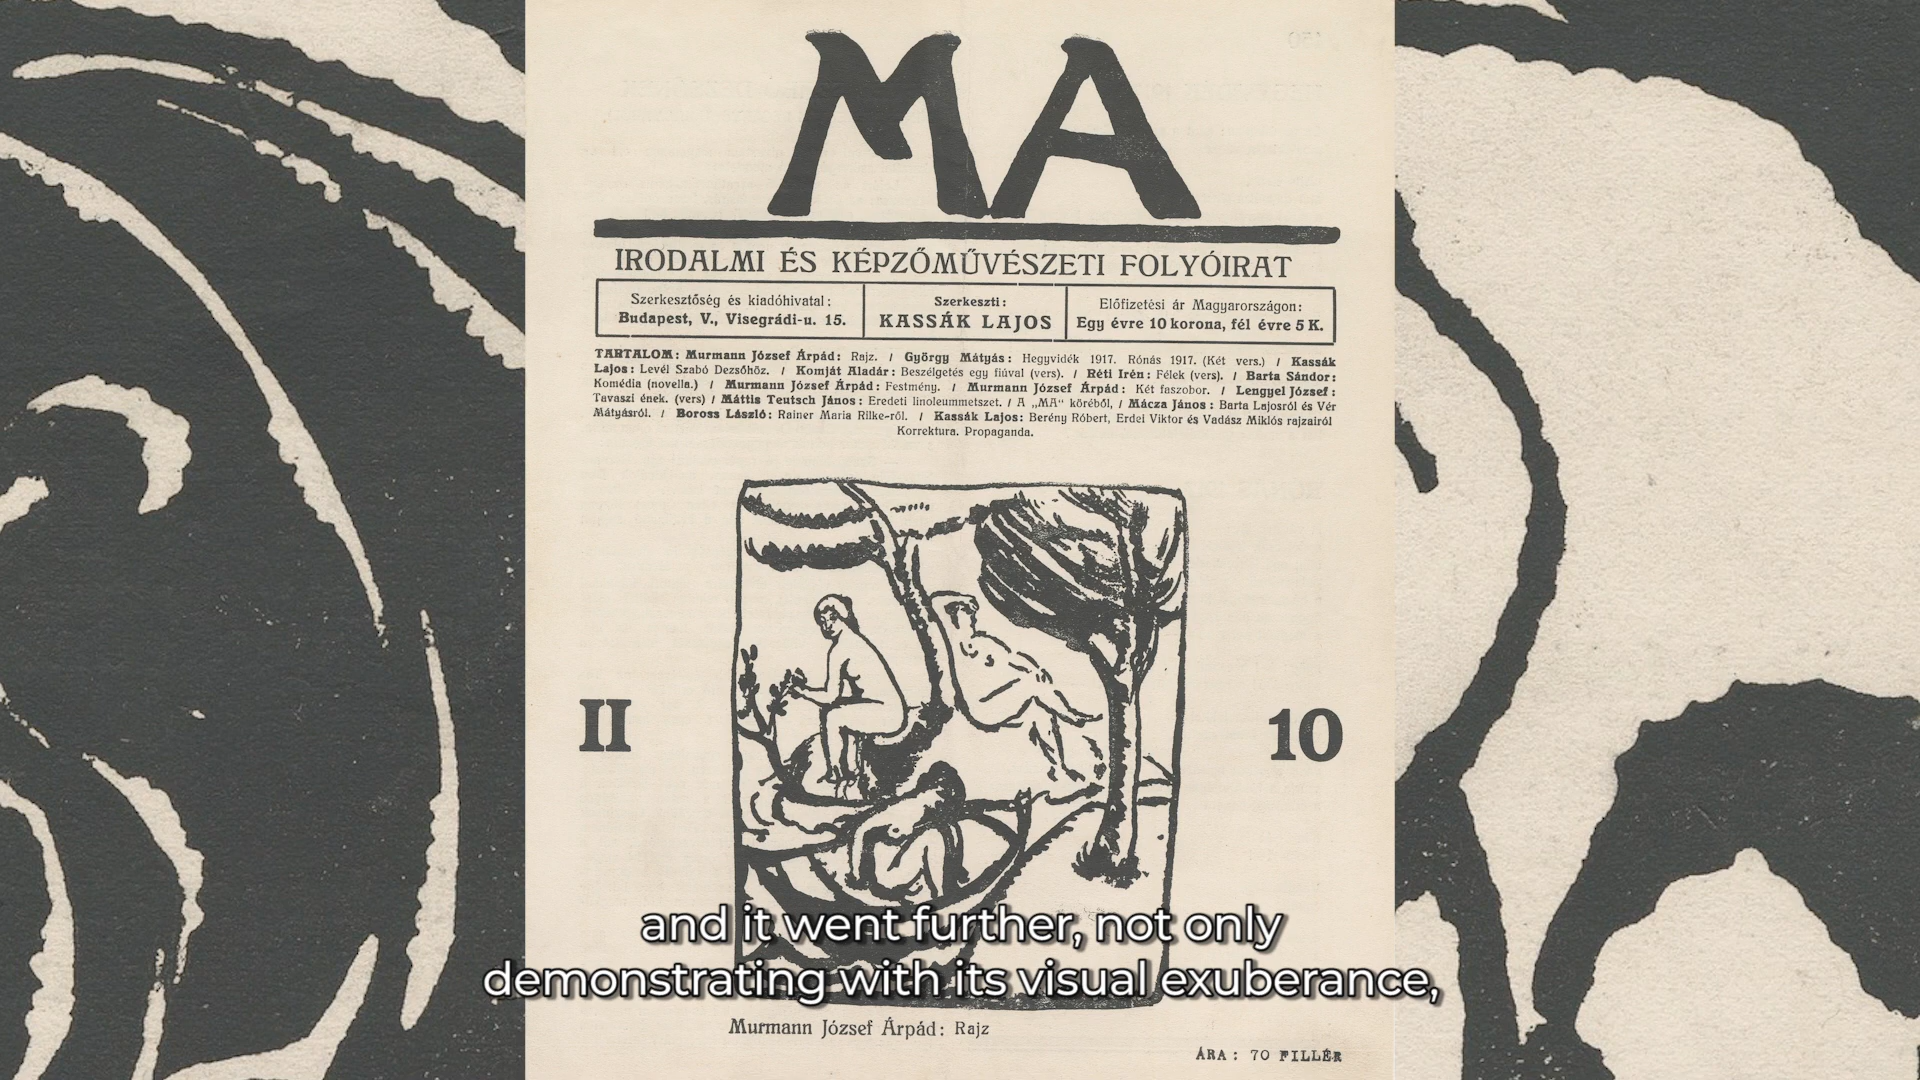 MA
IRODALMI ÉS KÉPZŐMŰVÉSZETI FOLYÓIRAT
Szerkesztőség és kiadóhivatal:
Budapest, V., Visegrádi-u. 15.
Szerkeszti:
KASSÁK LAJOS
Előfizetési ár Magyarországon:
Egy évre 10 korona, fél évre 5 K.
TARTALOM: Murmann József Árpád: Rajz. / György Mátyás: Hegyvidék 1917. Rónás 1917. (Két vers.) / Kassák
Lajos: Levél Szabó Dezsőhöz. / Komját Aladár: Beszélgetés egy fiúval (vers). / Réti Irén: Félek (vers). / Barta Sándor:
Komédia (novella.) / Murmann József Árpád: Festmény. / Murmann József Árpád: Két faszobor. / Lengyel József:
Tavaszi ének. (vers) / Máttis Teutsch János: Eredeti linoleummetszet. / A „MA“ köréből, / Mácza János: Barta Lajosról és Vér
Mátyásról. / Boross László: Rainer Maria Rilke-ről. / Kassák Lajos: Berény Róbert, Erdei Viktor és Vadász Miklós rajzairól
Korrektura. Propaganda.
II
10
and it went further, not only
demonstrating with its visual exuberance,
Murmann József Árpád: Rajz
ÁRA: 70 FILLÉR